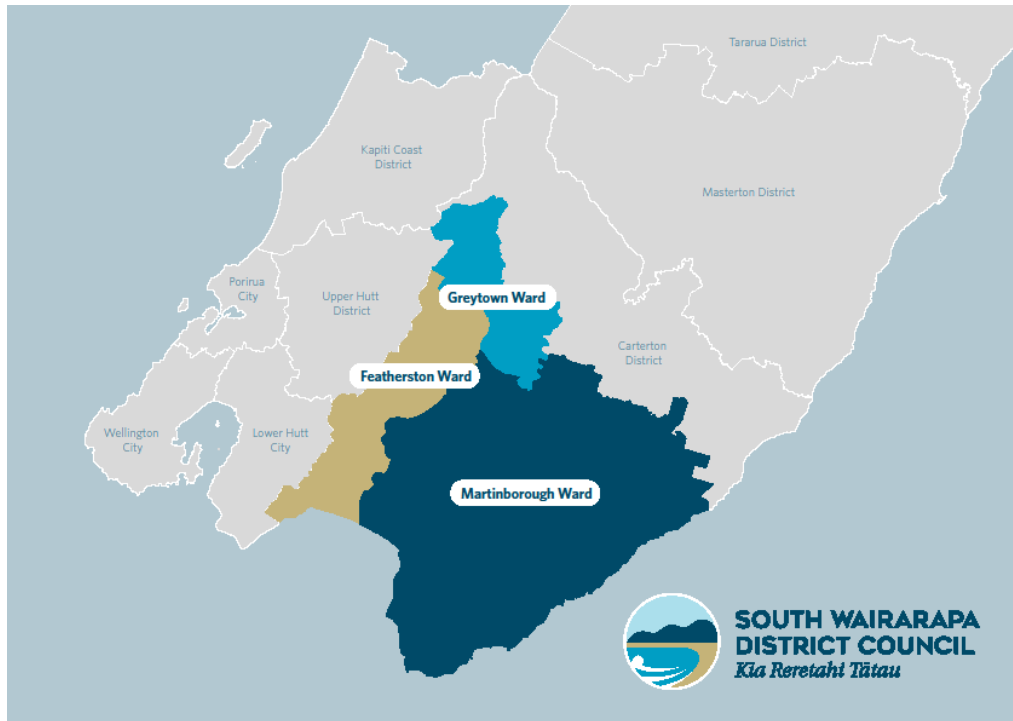 Tararua District
Kapiti Coast
District
Masterton District
Porirua
City
Upper Hutt
District
Greytown Ward
Carterton
District
Featherston Ward
Wellington
City
Lower Hutt
City
Martinborough Ward
SOUTH WAIRARAPA
DISTRICT COUNCIL
Kia Reretahi Tātau